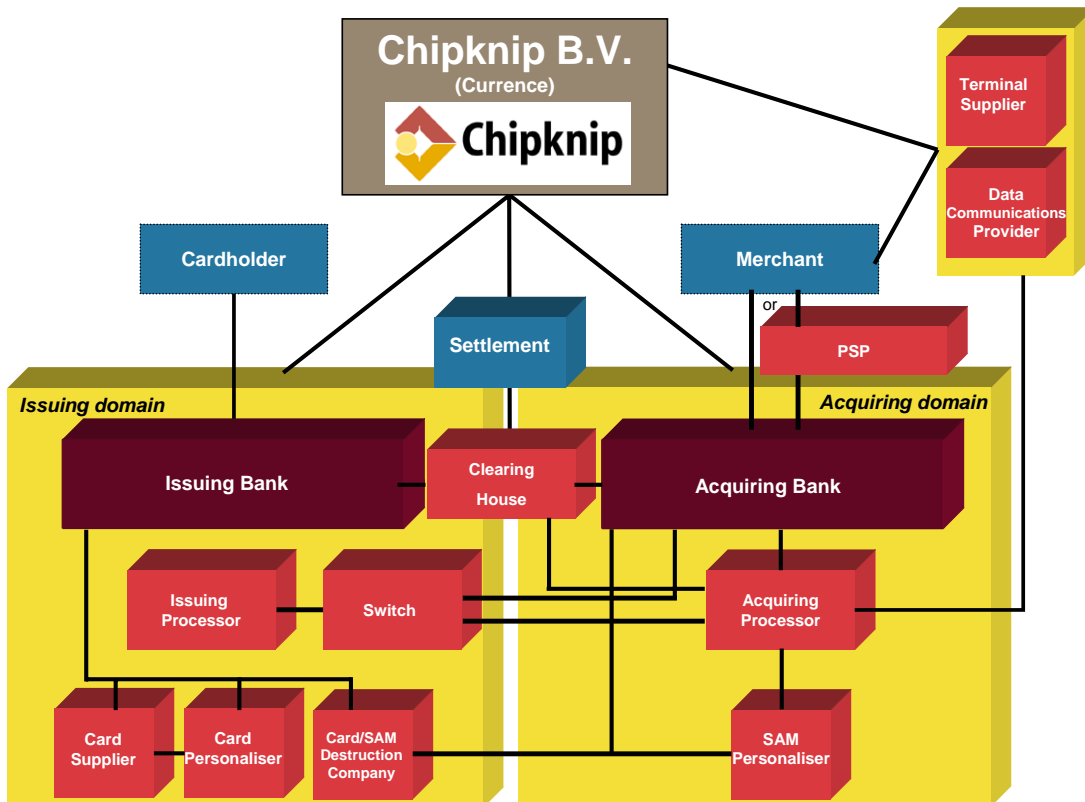 Chipknip B.V.
(Currence)
Chipknip
Terminal
Supplier
Data
Communications
Provider
Cardholder
Merchant
or
Settlement
PSP
Issuing domain
Acquiring domain
Issuing Bank
Clearing
House
Acquiring Bank
Issuing
Processor
Switch
Acquiring
Processor
Card
Supplier
Card
Personaliser
Card/SAM
Destruction
Company
SAM
Personaliser